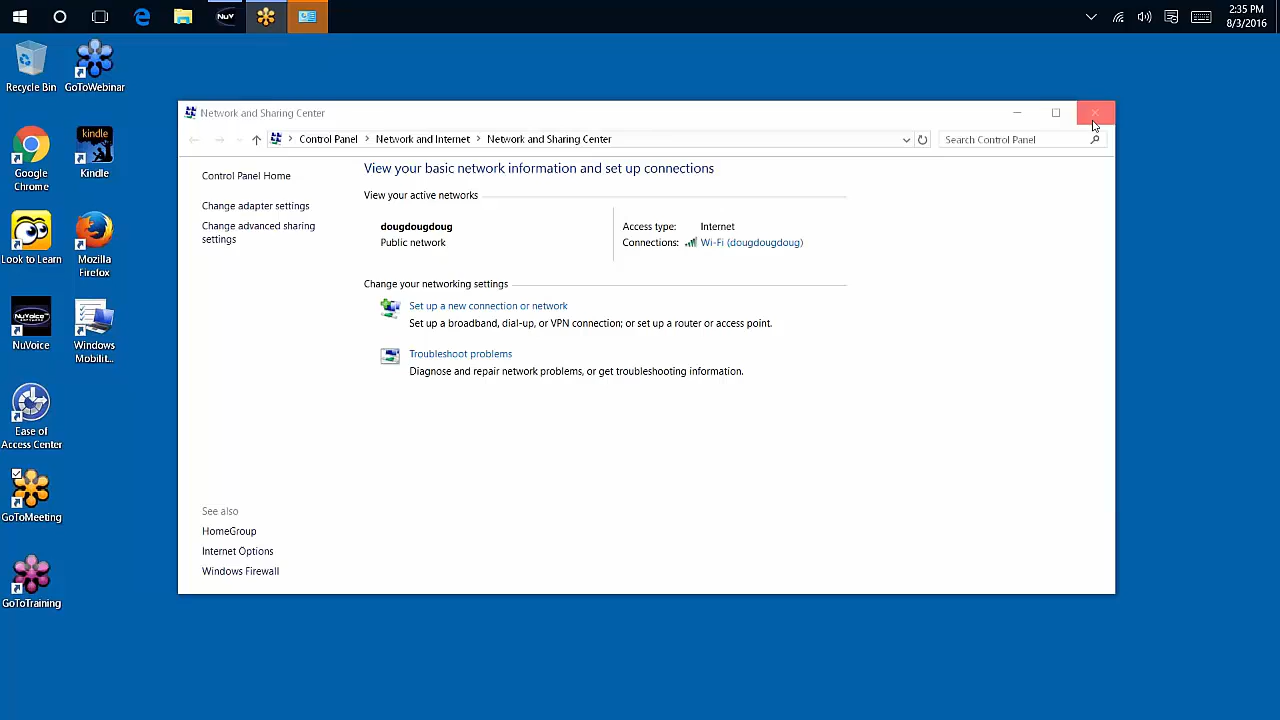 NuV
2:35 PM
8/3/2016
Recycle Bin
GoToWebinar
Google
Chrome
kindle
Kindle
Look to Learn
Mozilla
Firefox
NuVoice
NuVoice
Windows
Mobilit...
Ease of
Access Center
GoToMeeting
GoToTraining
Network and Sharing Center
Control Panel > Network and Internet > Network and Sharing Center
Search Control Panel
Control Panel Home
Change adapter settings
Change advanced sharing
settings
See also
HomeGroup
Internet Options
Windows Firewall
View your basic network information and set up connections
View your active networks
dougdougdoug
Public network
Access type: Internet
Connections: Wi-Fi (dougdougdoug)
Change your networking settings
Set up a new connection or network
Set up a broadband, dial-up, or VPN connection; or set up a router or access point.
Troubleshoot problems
Diagnose and repair network problems, or get troubleshooting information.